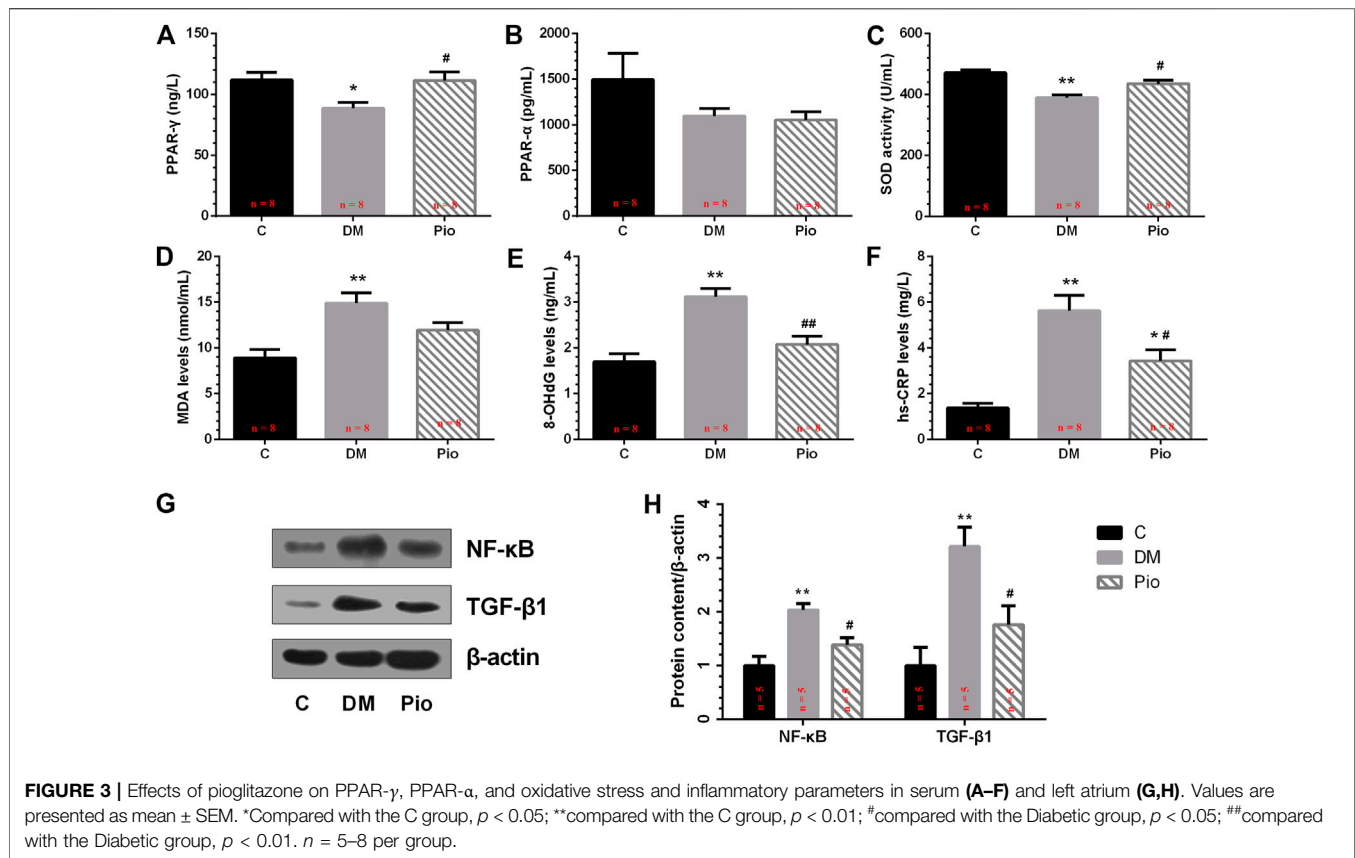 A
PPAR-γ (ng/L)
150
100
50
0
*
#
n = 8
n = 8
n = 8
C
DM
Pio
B
PPAR-α (pg/mL)
2000
1500
1000
500
0
n = 8
n = 8
n = 8
C
DM
Pio
C
SOD activity (U/mL)
600
400
200
0
**
#
n = 8
n = 8
n = 8
C
DM
Pio
D
MDA levels (nmol/mL)
20
15
10
5
0
**
n = 8
n = 8
n = 8
C
DM
Pio
E
8-OHdG levels (ng/mL)
4
3
2
1
0
**
##
n = 8
n = 8
n = 8
C
DM
Pio
F
hs-CRP levels (mg/L)
8
6
4
2
0
**
* #
n = 8
n = 8
n = 8
C
DM
Pio
G
NF-κB
TGF-β1
β-actin
C DM Pio
H
Protein content/β-actin
4
3
2
1
0
**
#
**
#
n = 5
n = 5
n = 5
n = 5
n = 5
n = 5
NF-κB
TGF-β1
C
DM
Pio
FIGURE 3 | Effects of pioglitazone on PPAR-γ, PPAR-α, and oxidative stress and inflammatory parameters in serum (A–F) and left atrium (G,H). Values are
presented as mean ± SEM. *Compared with the C group, p < 0.05; **compared with the C group, p < 0.01; #compared with the Diabetic group, p < 0.05; ##compared
with the Diabetic group, p < 0.01. n = 5–8 per group.